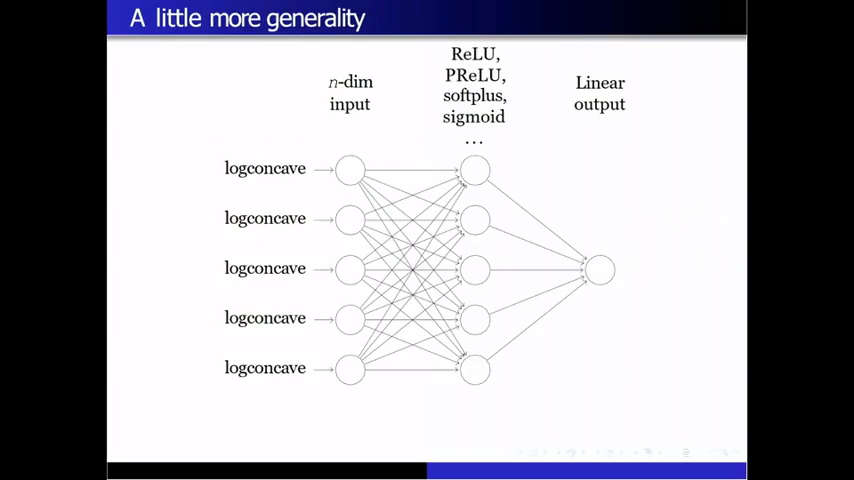 A little more generality
n-dim
input
ReLU,
PReLU,
softplus,
sigmoid
...
Linear
output
logconcave
logconcave
logconcave
logconcave
logconcave